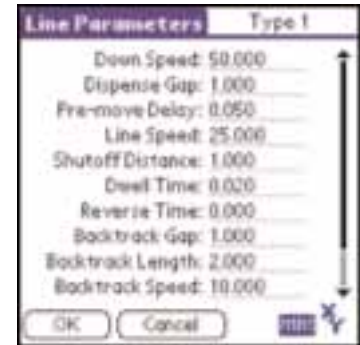 Line Parameters Type 1
Down Speed: 50.000
Dispense Gap: 1.000
Pre-move Delay: 0.050
Line Speed: 25.000
Shutoff Distance: 1.000
Dwell Time: 0.020
Reverse Time: 0.000
Backtrack Gap: 1.000
Backtrack Length: 2.000
Backtrack Speed: 10.000
OK Cancel XY